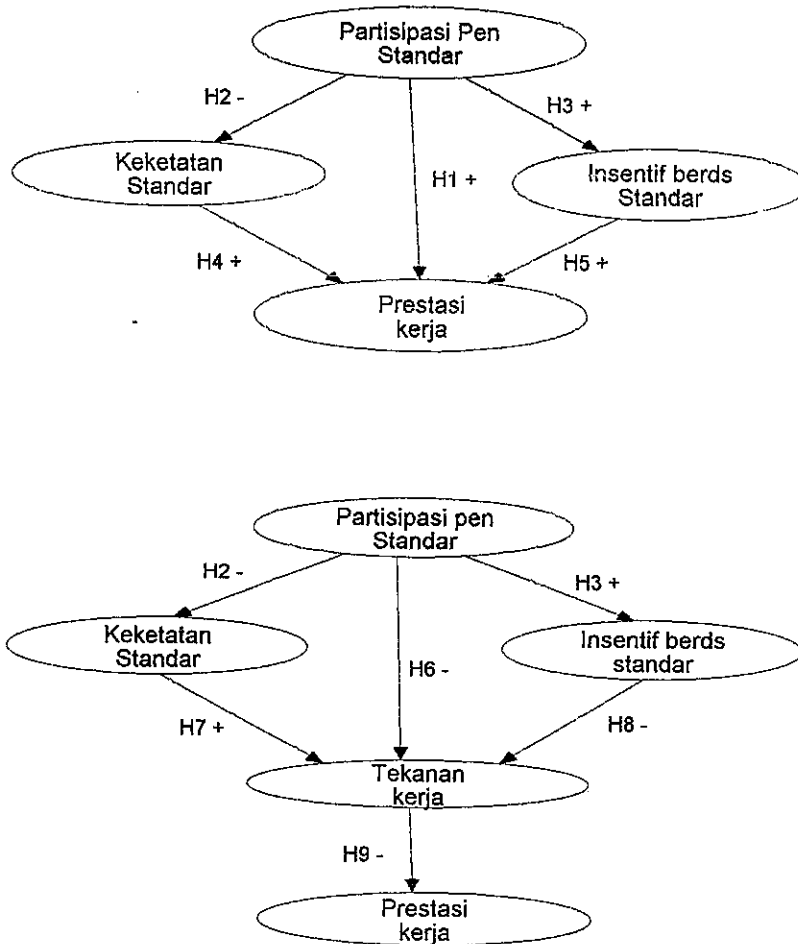 Partisipasi Pen
Standar
H2 -
H3 +
Keketatan
Standar
H1 +
Insentif berds
Standar
H4 +
H5 +
Prestasi
kerja
Partisipasi pen
Standar
H2 -
H3 +
Keketatan
Standar
H6 -
Insentif berds
standar
H7 +
H8 -
Tekanan
kerja
H9 -
Prestasi
kerja